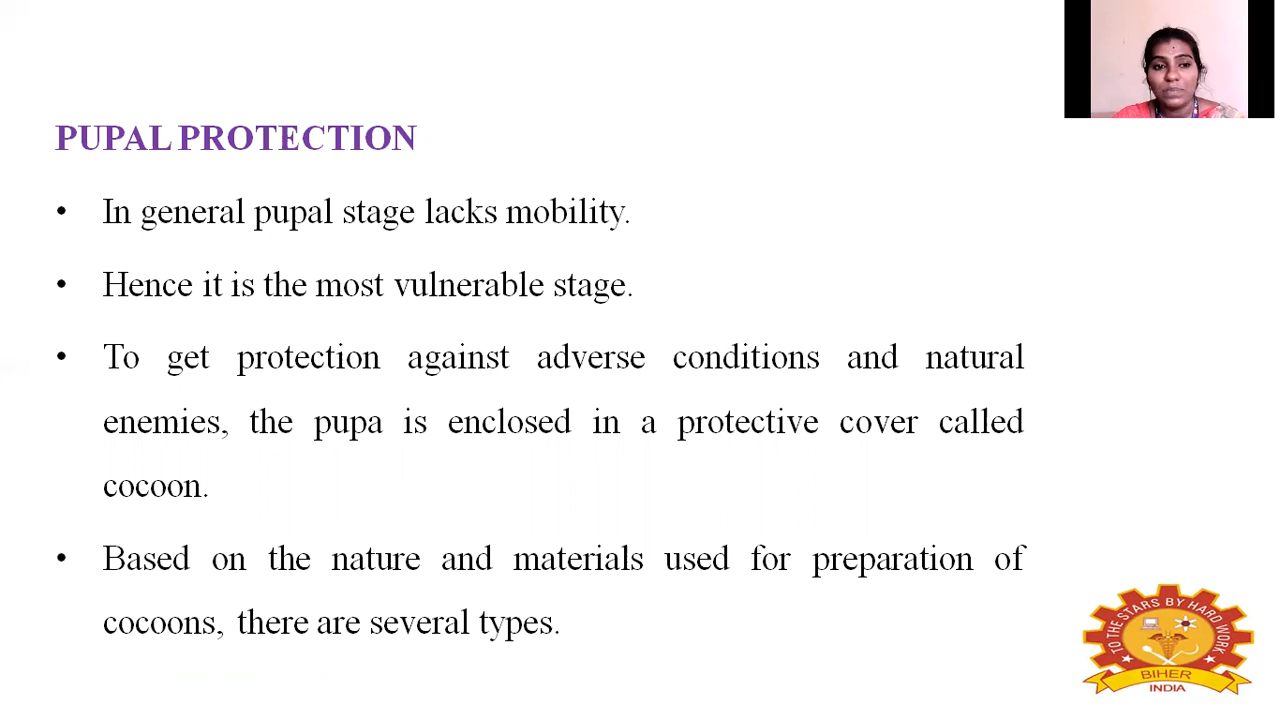 PUPAL PROTECTION
• In general pupal stage lacks mobility.
• Hence it is the most vulnerable stage.
• To get protection against adverse conditions and natural
enemies, the pupa is enclosed in a protective cover called
cocoon.
• Based on the nature and materials used for preparation of
cocoons, there are several types.
TO THE STARS BY HARD WORK
BIHER
INDIA